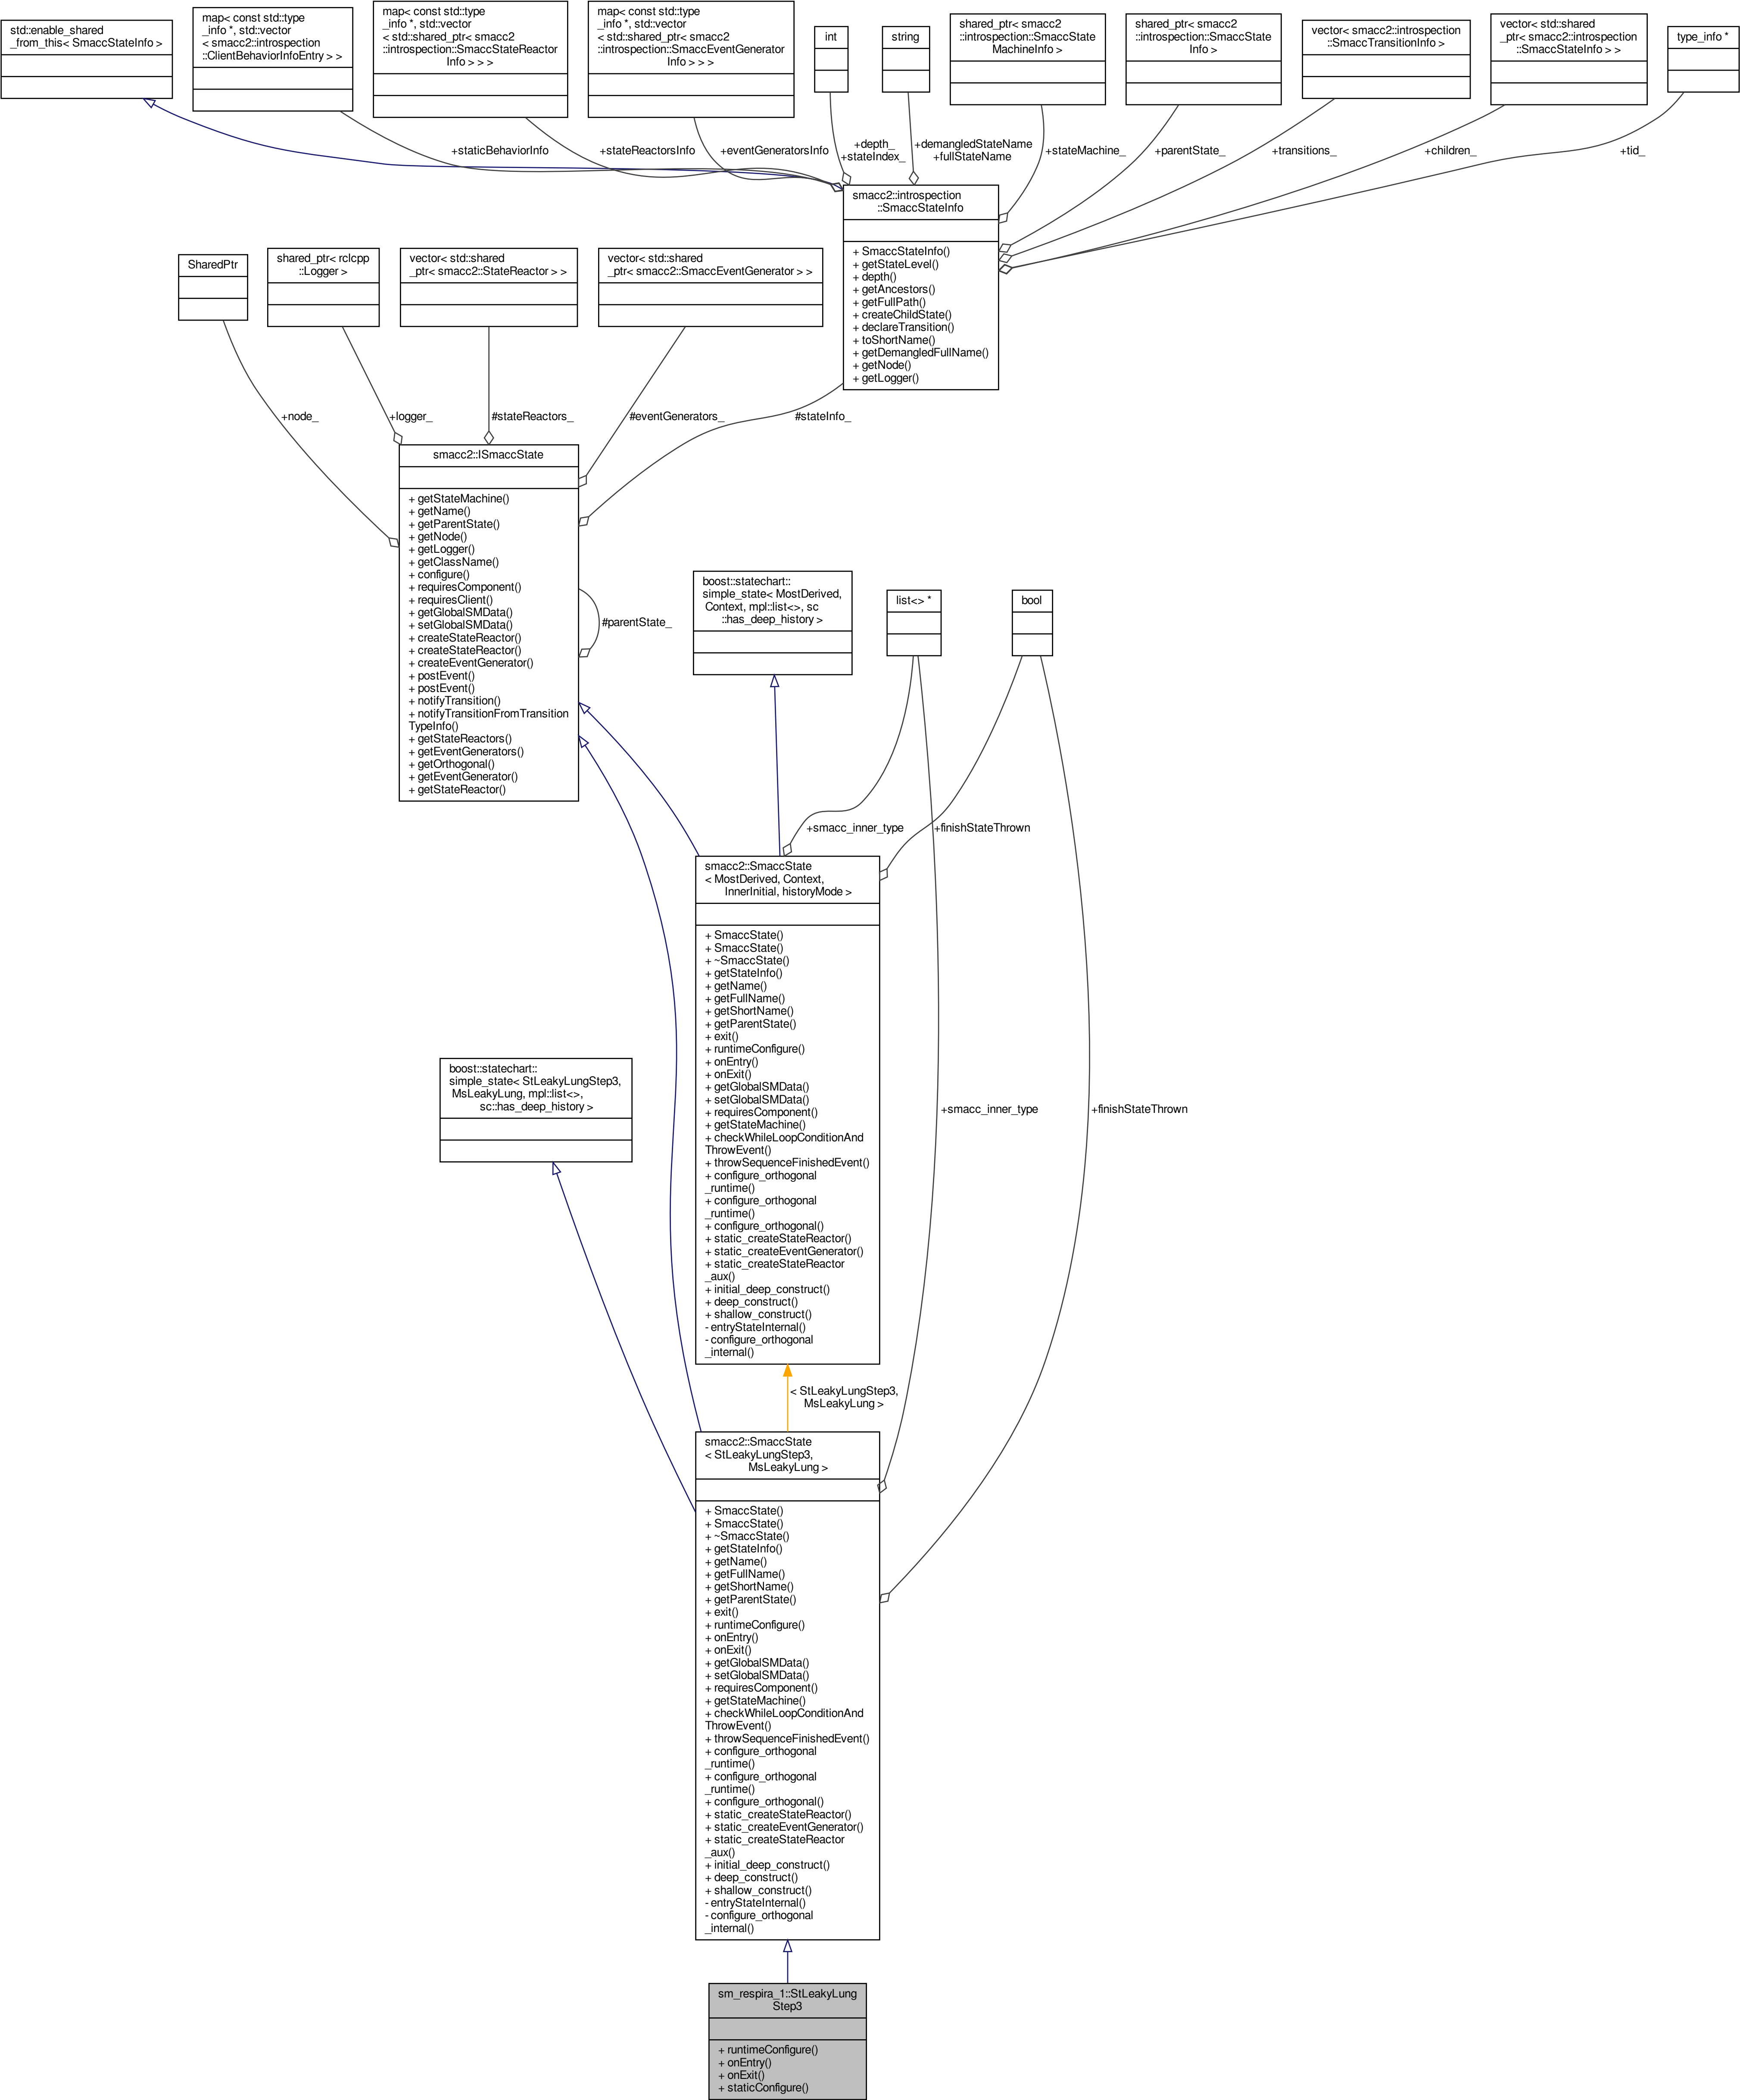 std::enable_shared
_from_this< SmaccStateInfo >
map< const std::type
_info *, std::vector
< smacc2::introspection
::ClientBehaviorInfoEntry > >
map< const std::type
_info *, std::vector
< std::shared_ptr< smacc2
::introspection::SmaccStateReactor
Info > > >
map< const std::type
_info *, std::vector
< std::shared_ptr< smacc2
::introspection::SmaccEventGenerator
Info > > >
int
string
shared_ptr< smacc2
::introspection::SmaccState
MachineInfo >
shared_ptr< smacc2
::introspection::SmaccState
Info >
vector< smacc2::introspection
::SmaccTransitionInfo >
vector< std::shared
_ptr< smacc2::introspection
::SmaccStateInfo > >
type_info *
+staticBehaviorInfo
+stateReactorsInfo
+eventGeneratorsInfo
+depth_
+stateIndex_
+demangledStateName
+fullStateName
+stateMachine_
+parentState_
+transitions_
+children_
+tid_
smacc2::introspection
::SmaccStateInfo
+ SmaccStateInfo()
+ getStateLevel()
+ depth()
+ getAncestors()
+ getFullPath()
+ createChildState()
+ declareTransition()
+ toShortName()
+ getDemangledFullName()
+ getNode()
+ getLogger()
SharedPtr
shared_ptr< rclcpp
::Logger >
vector< std::shared
_ptr< smacc2::StateReactor > >
vector< std::shared
_ptr< smacc2::SmaccEventGenerator > >
+node_
+logger_
#stateReactors_
#eventGenerators_
#stateInfo_
smacc2::ISmaccState
+ getStateMachine()
+ getName()
+ getParentState()
+ getNode()
+ getLogger()
+ getClassName()
+ configure()
+ requiresComponent()
+ requiresClient()
+ getGlobalSMData()
+ setGlobalSMData()
+ createStateReactor()
+ createStateReactor()
+ createEventGenerator()
+ postEvent()
+ postEvent()
+ notifyTransition()
+ notifyTransitionFromTransition
TypeInfo()
+ getStateReactors()
+ getEventGenerators()
+ getOrthogonal()
+ getEventGenerator()
+ getStateReactor()
#parentState_
boost::statechart::
simple_state< MostDerived,
Context, mpl::list<>, sc
::has_deep_history >
list<> *
bool
+smacc_inner_type
+finishStateThrown
smacc2::SmaccState
< MostDerived, Context,
InnerInitial, historyMode >
+ SmaccState()
+ SmaccState()
+ ~SmaccState()
+ getStateInfo()
+ getName()
+ getFullName()
+ getShortName()
+ getParentState()
+ exit()
+ runtimeConfigure()
+ onEntry()
+ onExit()
+ getGlobalSMData()
+ setGlobalSMData()
+ requiresComponent()
+ getStateMachine()
+ checkWhileLoopConditionAnd
ThrowEvent()
+ throwSequenceFinishedEvent()
+ configure_orthogonal
_runtime()
+ configure_orthogonal
_runtime()
+ configure_orthogonal()
+ static_createStateReactor()
+ static_createEventGenerator()
+ static_createStateReactor
_aux()
+ initial_deep_construct()
+ deep_construct()
+ shallow_construct()
- entryStateInternal()
- configure_orthogonal
_internal()
boost::statechart::
simple_state< StLeakyLungStep3,
MsLeakyLung, mpl::list<>,
sc::has_deep_history >
+smacc_inner_type
+finishStateThrown
< StLeakyLungStep3,
MsLeakyLung >
smacc2::SmaccState
< StLeakyLungStep3,
MsLeakyLung >
+ SmaccState()
+ SmaccState()
+ ~SmaccState()
+ getStateInfo()
+ getName()
+ getFullName()
+ getShortName()
+ getParentState()
+ exit()
+ runtimeConfigure()
+ onEntry()
+ onExit()
+ getGlobalSMData()
+ setGlobalSMData()
+ requiresComponent()
+ getStateMachine()
+ checkWhileLoopConditionAnd
ThrowEvent()
+ throwSequenceFinishedEvent()
+ configure_orthogonal
_runtime()
+ configure_orthogonal
_runtime()
+ configure_orthogonal()
+ static_createStateReactor()
+ static_createEventGenerator()
+ static_createStateReactor
_aux()
+ initial_deep_construct()
+ deep_construct()
+ shallow_construct()
- entryStateInternal()
- configure_orthogonal
_internal()
sm_respira_1::StLeakyLung
Step3
+ runtimeConfigure()
+ onEntry()
+ onExit()
+ staticConfigure()